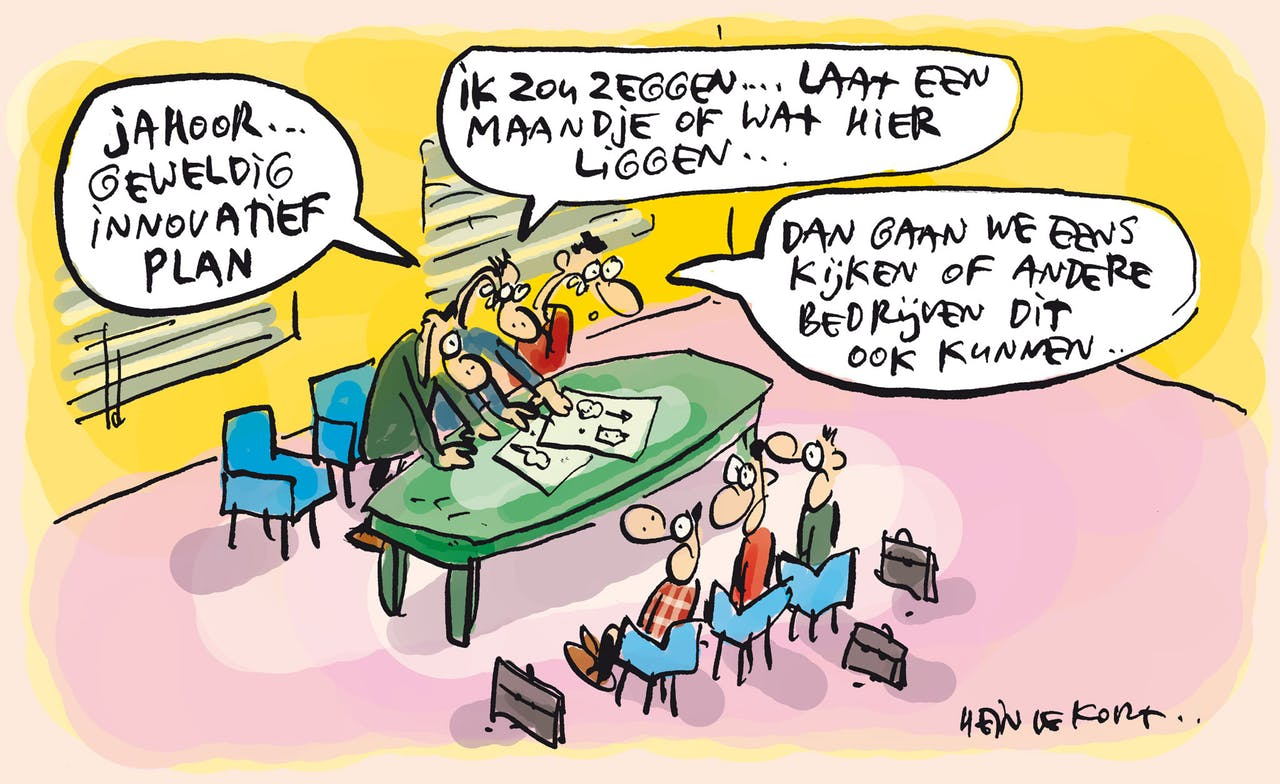 JAHOOR...
GEWELDIG
INNOVATIEF
PLAN
IK ZOU ZEGGEN.... LAAT EEN
MAANDJE OF WAT HIER
LIGGEN...
DAN GAAN WE EENS
KIJKEN OF ANDERE
BEDRIJVEN DIT
OOK KUNNEN..
HEIN DE KORT..